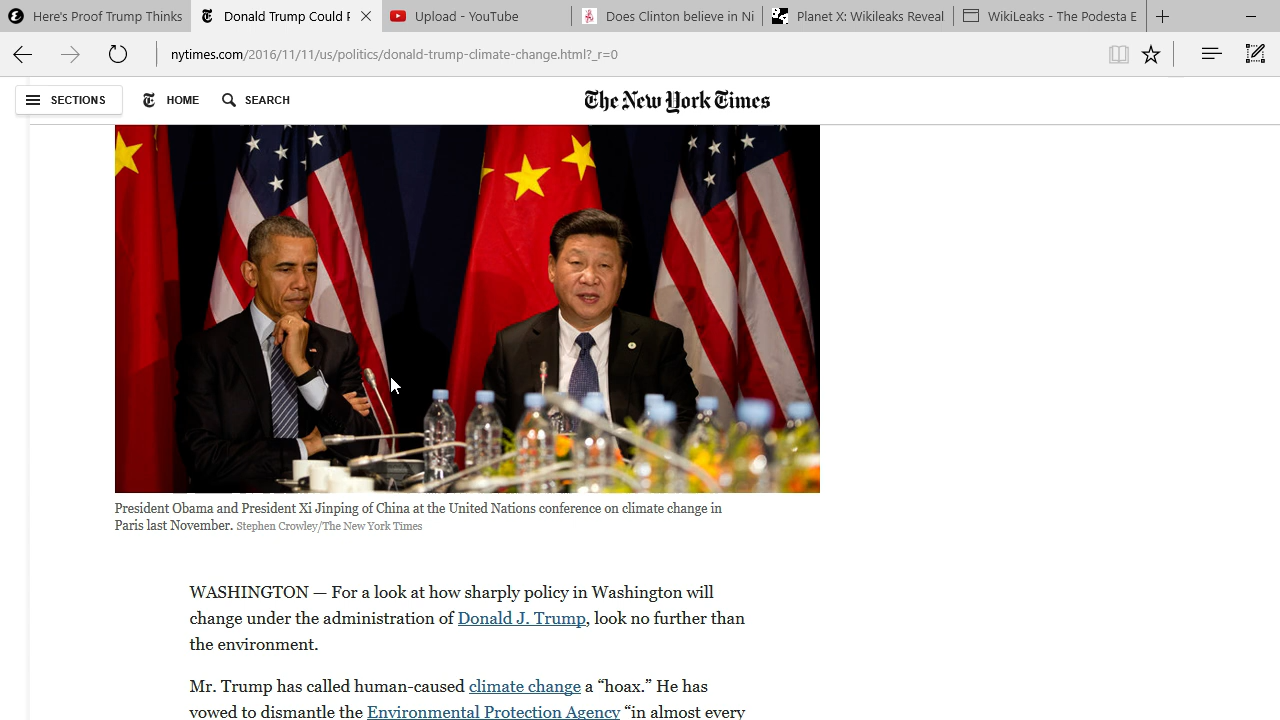 Here's Proof Trump Thinks
Donald Trump Could P
Upload - YouTube
Does Clinton believe in Ni
Planet X: Wikileaks Reveal
WikiLeaks - The Podesta E
nytimes.com/2016/11/11/us/politics/donald-trump-climate-change.html?_r=0
SECTIONS
HOME
SEARCH
The New York Times
President Obama and President Xi Jinping of China at the United Nations conference on climate change in
Paris last November. Stephen Crowley/The New York Times
WASHINGTON — For a look at how sharply policy in Washington will
change under the administration of Donald J. Trump, look no further than
the environment.
Mr. Trump has called human-caused climate change a “hoax.” He has
vowed to dismantle the Environmental Protection Agency “in almost every